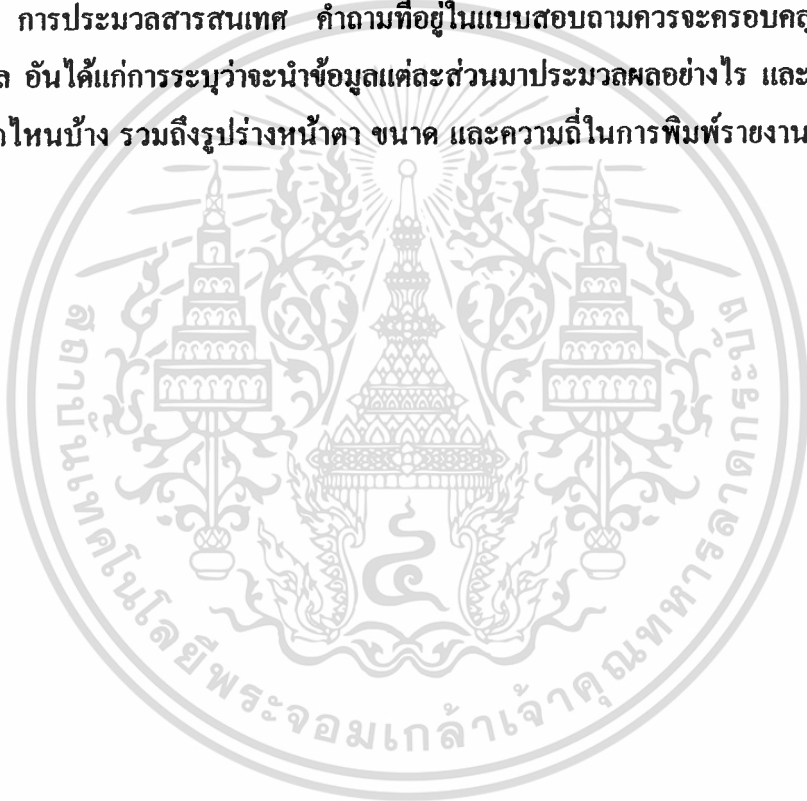 การประมวลสารสนเทศ คำถามที่อยู่ในแบบสอบถามควรจะครอบคลุ
ล อันได้แก่การระบุว่าจะนำข้อมูลแต่ละส่วนมาประมวลผลอย่างไร และ
ไหนบ้าง รวมถึงรูปร่างหน้าตา ขนาด และความถี่ในการพิมพ์รายงาน
สถาบันเทคโนโลยีพระจอมเกล้าเจ้าคุณทหารลาดกระบัง
๔